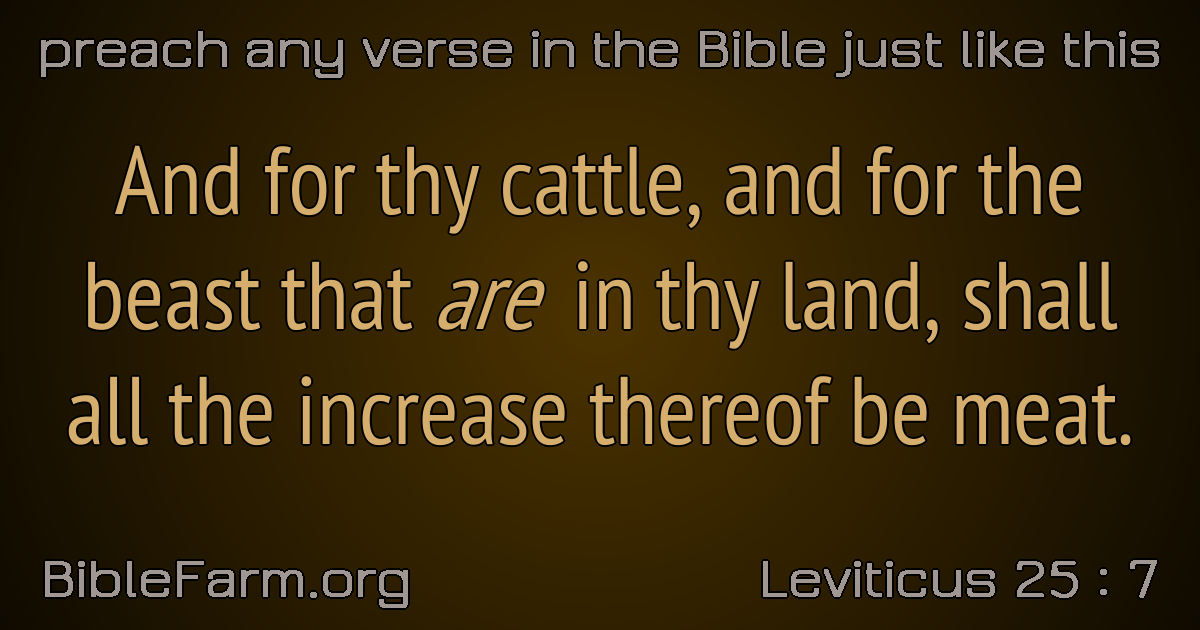 preach any verse in the Bible just like this
And for thy cattle, and for the
beast that are in thy land, shall
all the increase thereof be meat.
BibleFarm.org
Leviticus 25 : 7